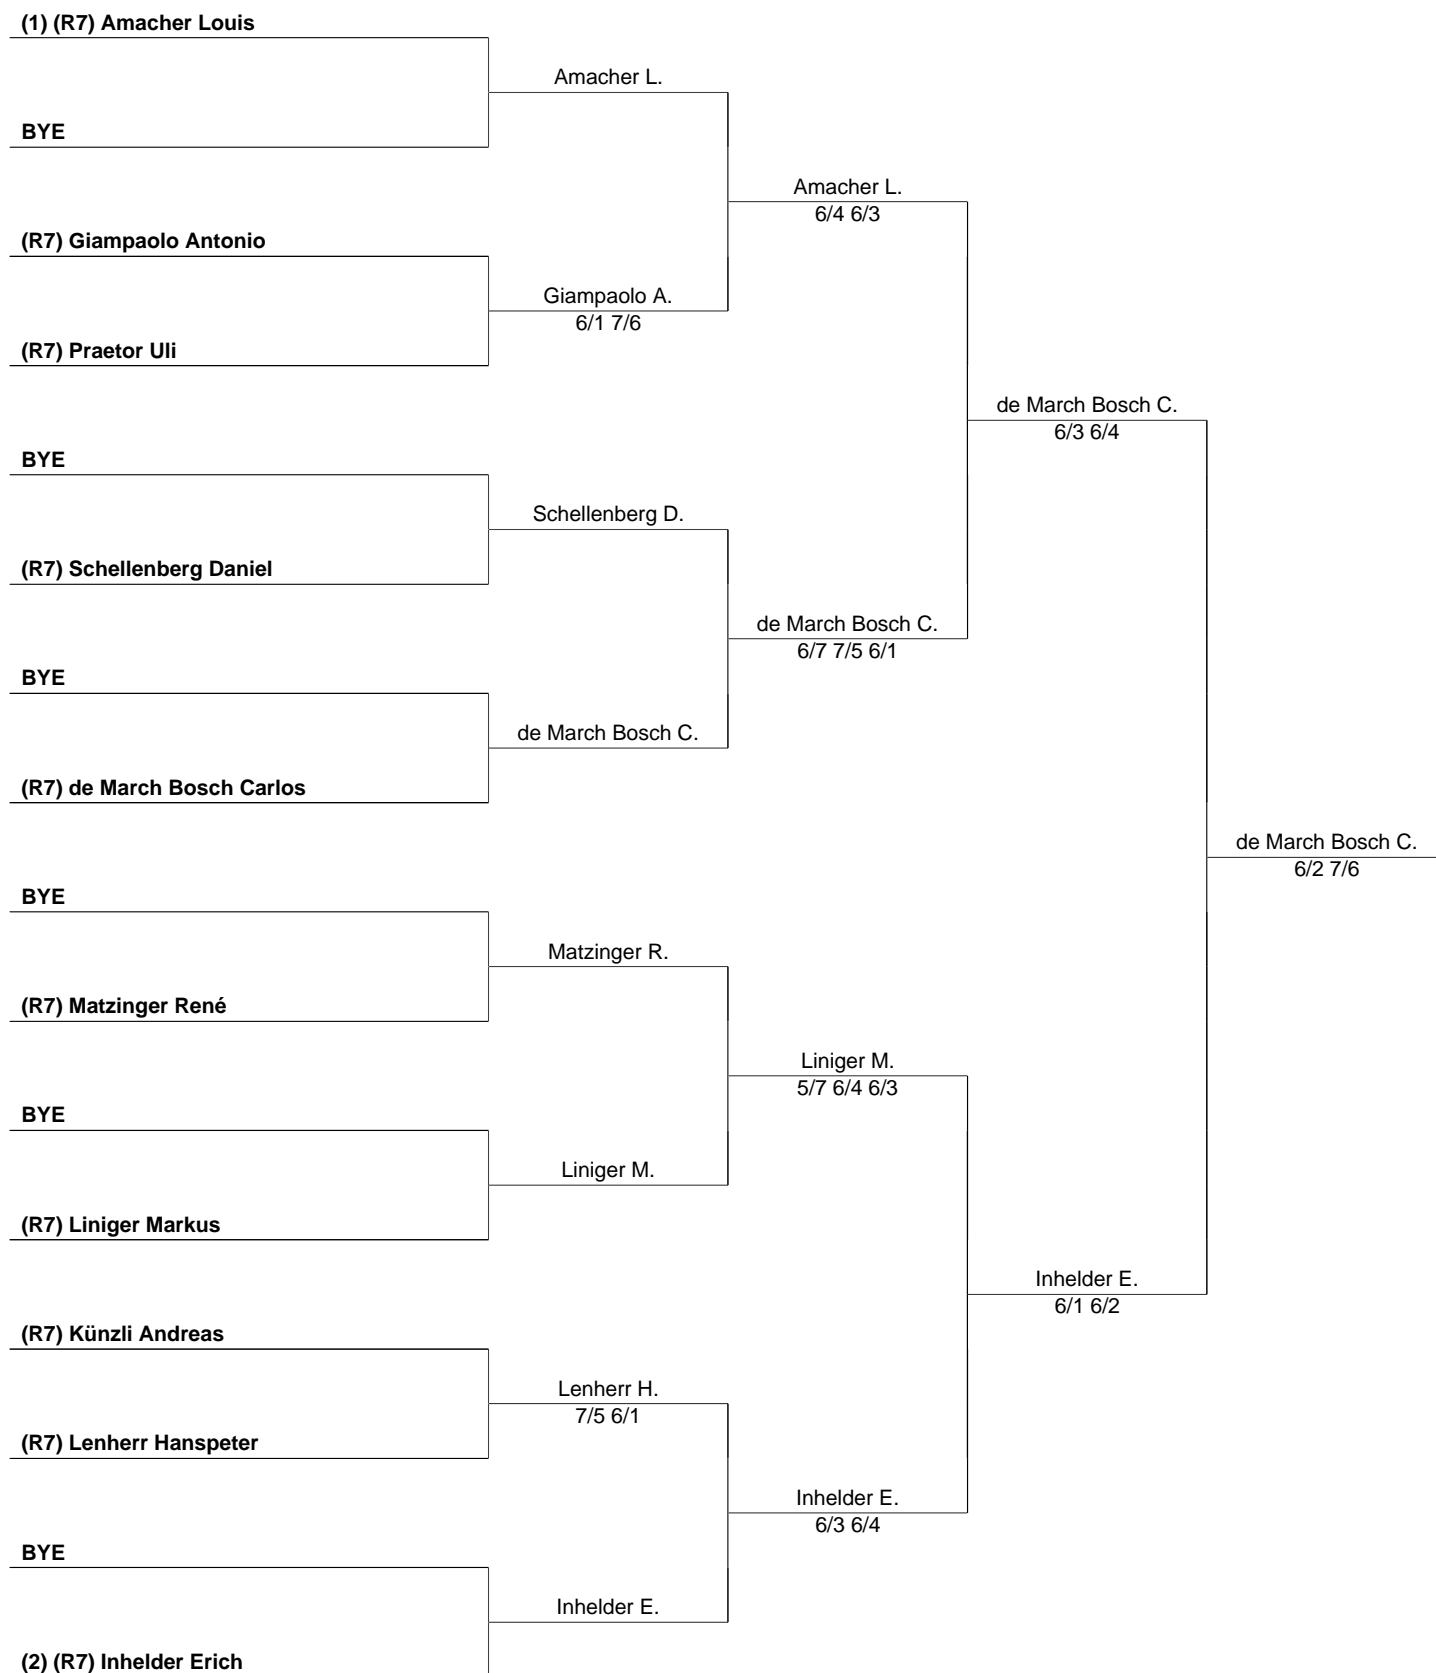 (1) (R7) Amacher Louis
Amacher L.
BYE
Amacher L.
6/4 6/3
(R7) Giampaolo Antonio
Giampaolo A.
6/1 7/6
(R7) Praetor Uli
de March Bosch C.
6/3 6/4
BYE
Schellenberg D.
(R7) Schellenberg Daniel
de March Bosch C.
6/7 7/5 6/1
BYE
de March Bosch C.
(R7) de March Bosch Carlos
de March Bosch C.
6/2 7/6
BYE
Matzinger R.
(R7) Matzinger René
Liniger M.
5/7 6/4 6/3
BYE
Liniger M.
(R7) Liniger Markus
Inhelder E.
6/1 6/2
(R7) Künzli Andreas
Lenherr H.
7/5 6/1
(R7) Lenherr Hanspeter
Inhelder E.
6/3 6/4
BYE
Inhelder E.
(2) (R7) Inhelder Erich